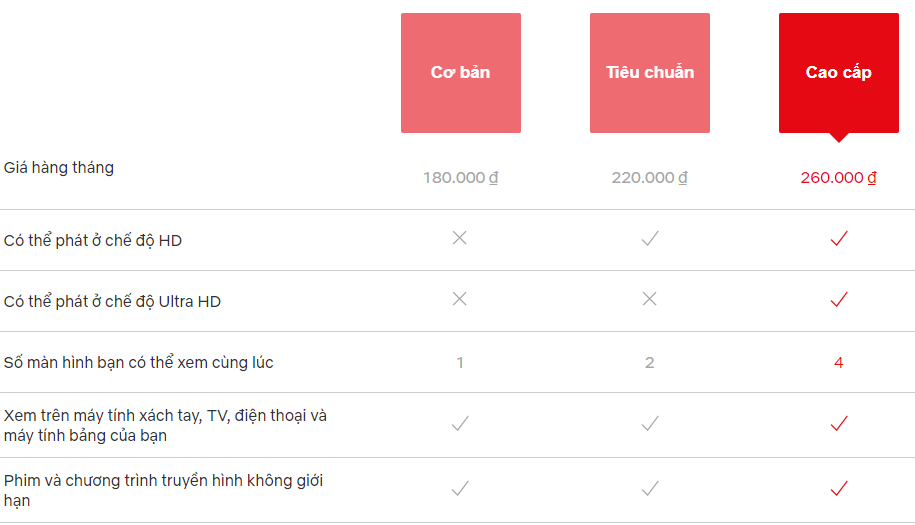 Cơ bản
Tiêu chuẩn
Cao cấp
Giá hàng tháng
180.000 ₫
220.000 ₫
260.000 ₫
Có thể phát ở chế độ HD
Có thể phát ở chế độ Ultra HD
Số màn hình bạn có thể xem cùng lúc
1
2
4
Xem trên máy tính xách tay, TV, điện thoại và
máy tính bảng của bạn
Phim và chương trình truyền hình không giới
hạn